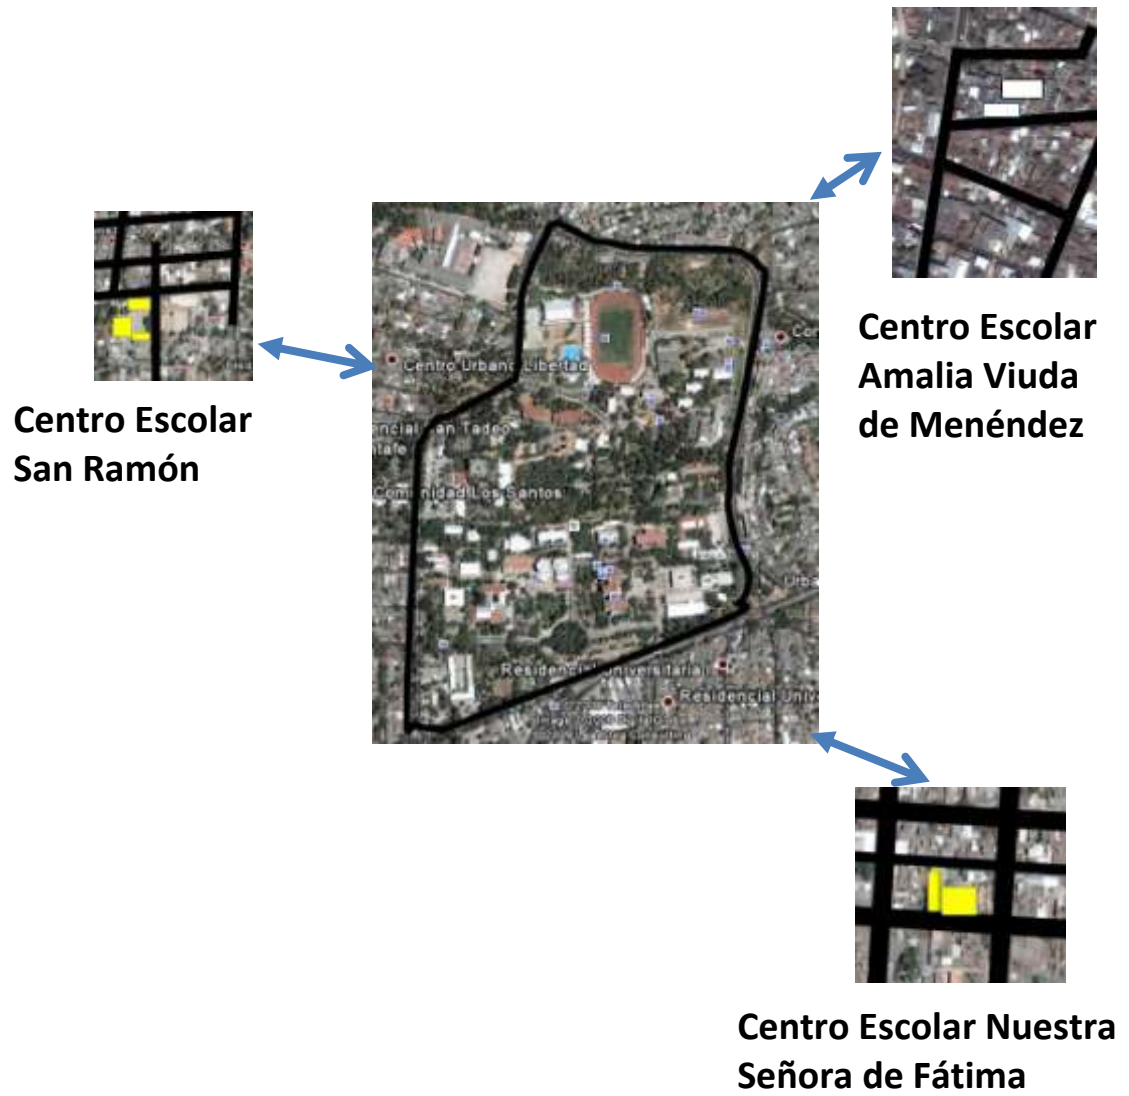 Centro Escolar
Amalia Viuda
de Menéndez
Centro Escolar
San Ramón
Centro Urbano Libertad
Comunidad Los Santos
Residencial Universitaria
Residencial Univ
Centro Escolar Nuestra
Señora de Fátima